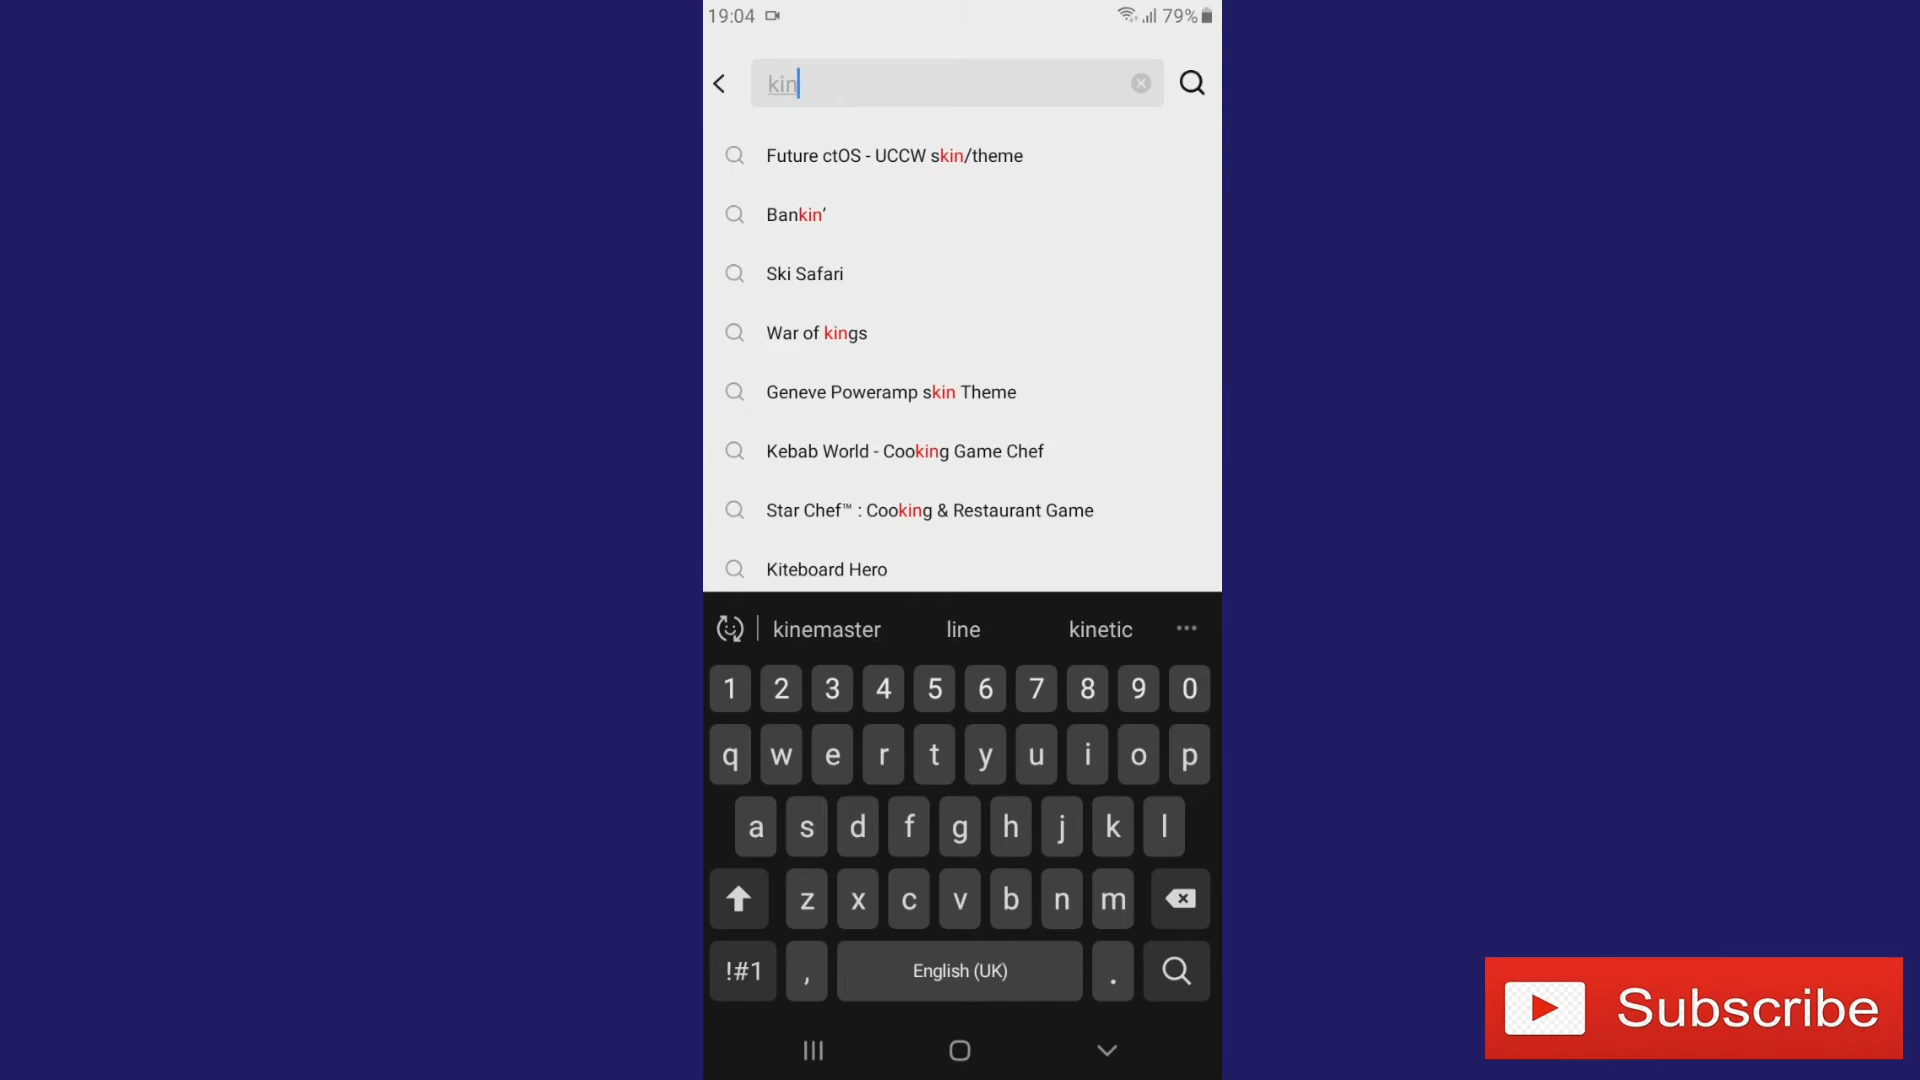 19:04 79%
kin
Future ctOS - UCCW skin/theme
Bankin’
Ski Safari
War of kings
Geneve Poweramp skin Theme
Kebab World - Cooking Game Chef
Star Chef™ : Cooking & Restaurant Game
Kiteboard Hero
kinemaster line kinetic
1 2 3 4 5 6 7 8 9 0
q w e r t y u i o p
a s d f g h j k l
z x c v b n m
!#1 , English (UK) .
Subscribe